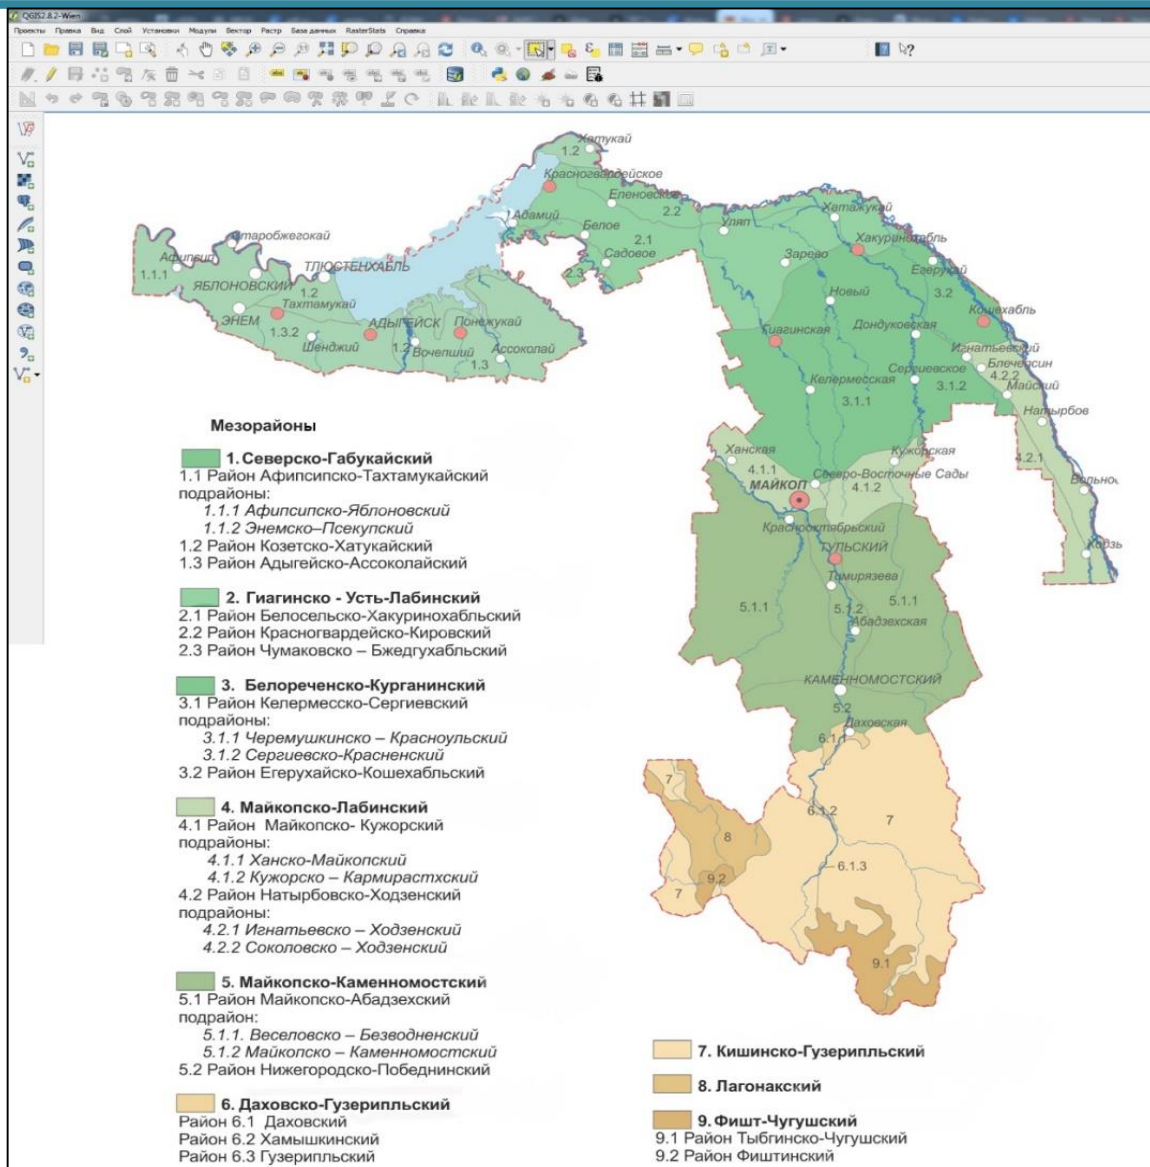 QGIS2.8.2-Wien
Проекты Правка Вид Слой Установки Модули Вектор Растр База данных RasterStats Справка
Хатукай
1.2
Красногвардейское
Еленовское
2.2
Хатажукай
Адамий
Белое
Уляп
2.1
Хакуринохабль
Старобжегокай
Садовое
Зарево
Афипсип
ТЛЮСТЕНХАБЛЬ
2.3
Егерукай
1.1.1
ЯБЛОНОВСКИЙ
1.2
3.2
Тахтамукай
Новый
Кошехабль
ЭНЕМ
АДЫГЕЙСК
Понежукай
Гиагинская
Дондуковская
1.3.2
Шенджий
1.2
Вочепший
Ассоколай
Игнатьевский
1.3
Блечепсин
Сергиевское
4.2.2
Келермесская
3.1.2
Майский
3.1.1
Натырбов
Мезорайоны
Ханская
Кужорская
1. Северско-Габукайский
4.1.1
4.2.1
1.1 Район Афипсипско-Тахтамукайский
Северо-Восточные Сады
подрайоны:
МАЙКОП
4.1.2
Вольно
1.1.1 Афипсипско-Яблоновский
1.1.2 Энемско–Псекупский
Краснооктябрьский
1.2 Район Козетско-Хатукайский
ТУЛЬСКИЙ
Ходзь
1.3 Район Адыгейско-Ассоколайский
Тимирязева
2. Гиагинско - Усть-Лабинский
5.1.1
5.1.2
5.1.1
2.1 Район Белосельско-Хакуринохабльский
Абадзехская
2.2 Район Красногвардейско-Кировский
2.3 Район Чумаковско – Бжедгухабльский
3. Белореченско-Курганинский
КАМЕННОМОСТСКИЙ
3.1 Район Келермесско-Сергиевский
5.2
подрайоны:
Даховская
3.1.1 Черемушкинско – Красноульский
6.1.1
3.1.2 Сергиевско-Красненский
3.2 Район Егерухайско-Кошехабльский
7
4. Майкопско-Лабинский
6.1.2
7
4.1 Район Майкопско- Кужорский
8
подрайоны:
4.1.1 Ханско-Майкопский
6.1.3
4.1.2 Кужорско – Кармирастхский
9.2
4.2 Район Натырбовско-Ходзенский
7
подрайоны:
4.2.1 Игнатьевско – Ходзенский
4.2.2 Соколовско – Ходзенский
9.1
5. Майкопско-Каменномостский
5.1 Район Майкопско-Абадзехский
подрайон:
5.1.1. Веселовско – Безводненский
5.1.2 Майкопско – Каменномостский
5.2 Район Нижегородско-Победнинский
6. Даховско-Гузерипльский
Район 6.1 Даховский
Район 6.2 Хамышкинский
Район 6.3 Гузерипльский
7. Кишинско-Гузерипльский
8. Лагонакский
9. Фишт-Чугушский
9.1 Район Тыбгинско-Чугушский
9.2 Район Фиштинский